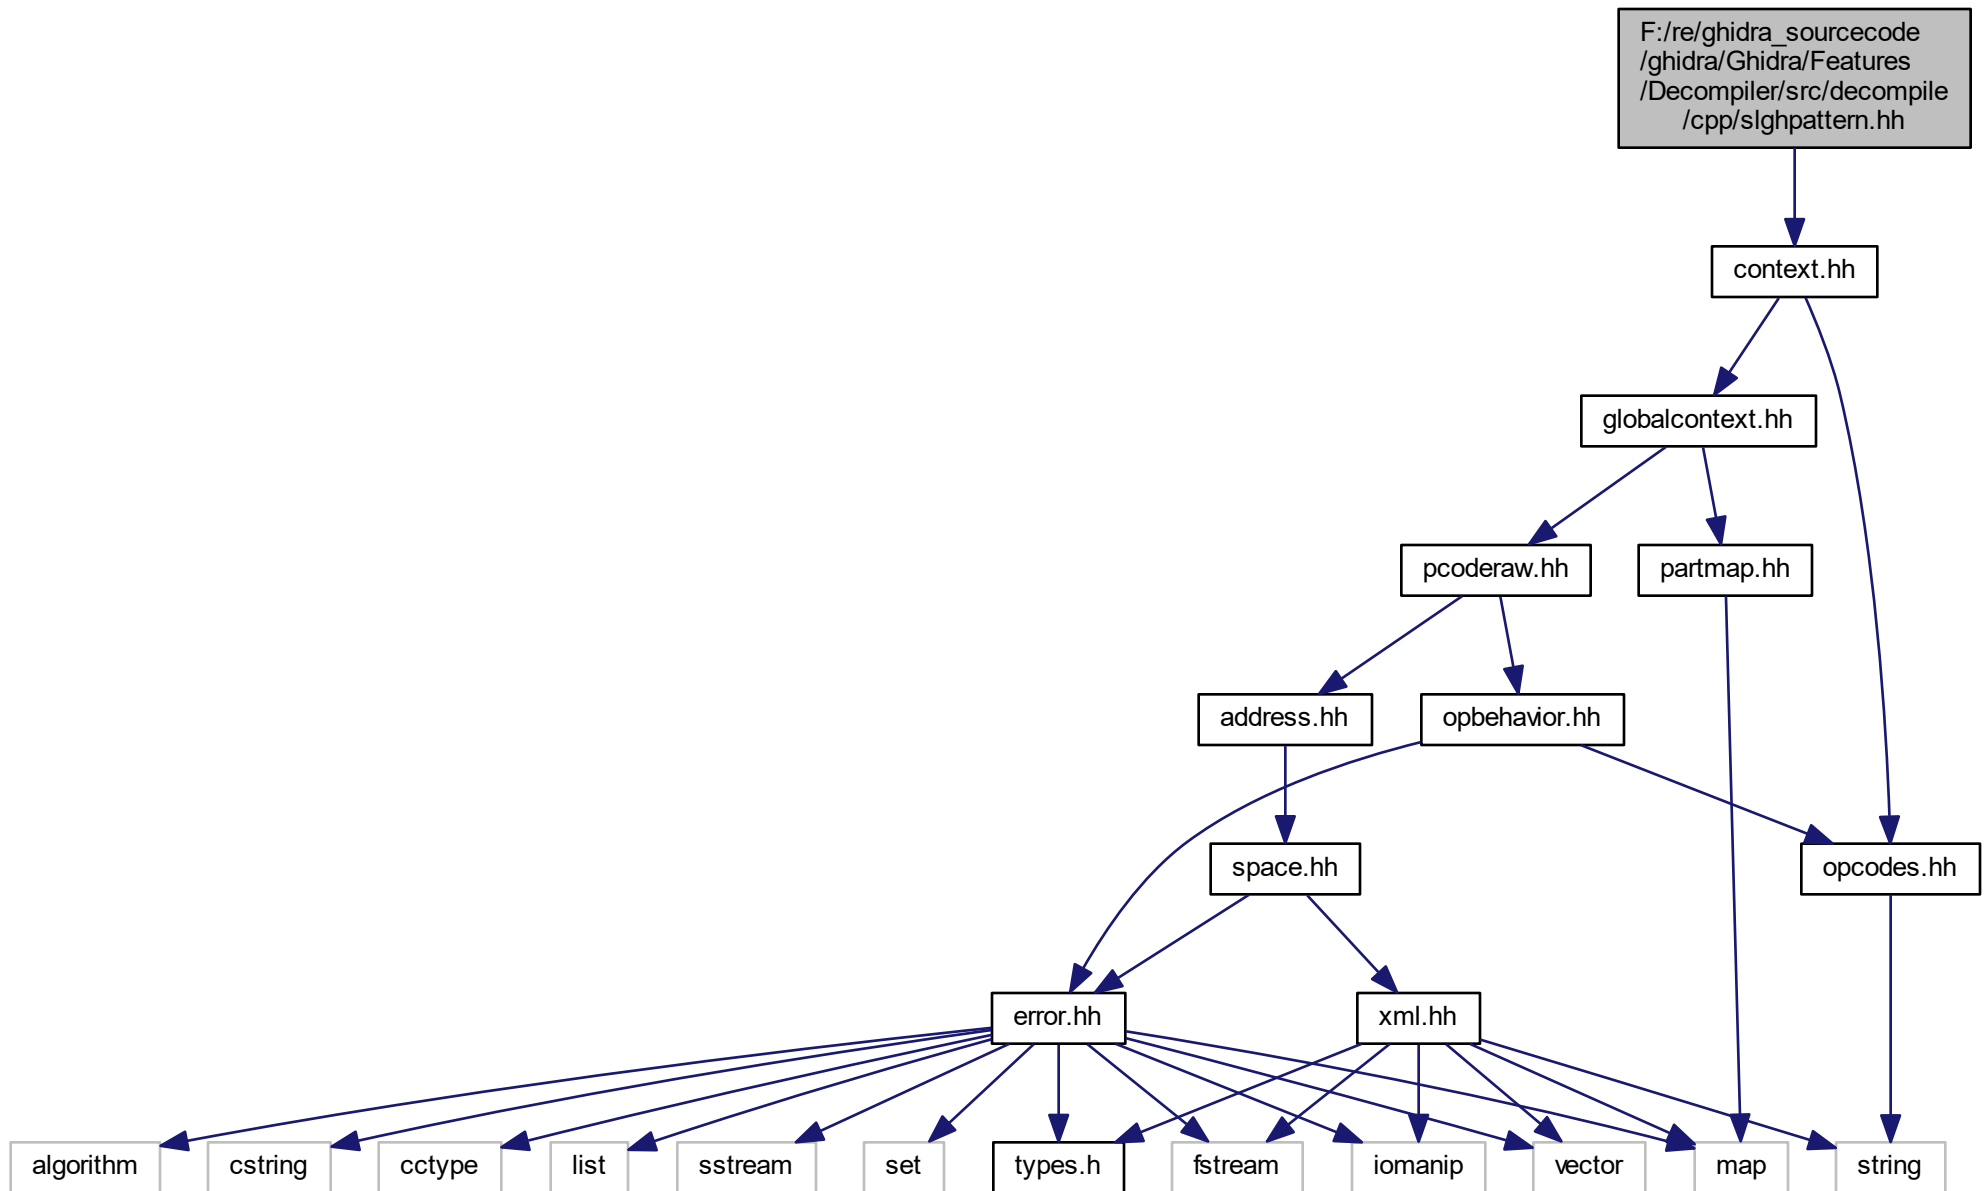 F:/re/ghidra_sourcecode
/ghidra/Ghidra/Features
/Decompiler/src/decompile
/cpp/slghpattern.hh
context.hh
globalcontext.hh
pcoderaw.hh
partmap.hh
address.hh
opbehavior.hh
space.hh
opcodes.hh
error.hh
xml.hh
algorithm
cstring
cctype
list
sstream
set
types.h
fstream
iomanip
vector
map
string